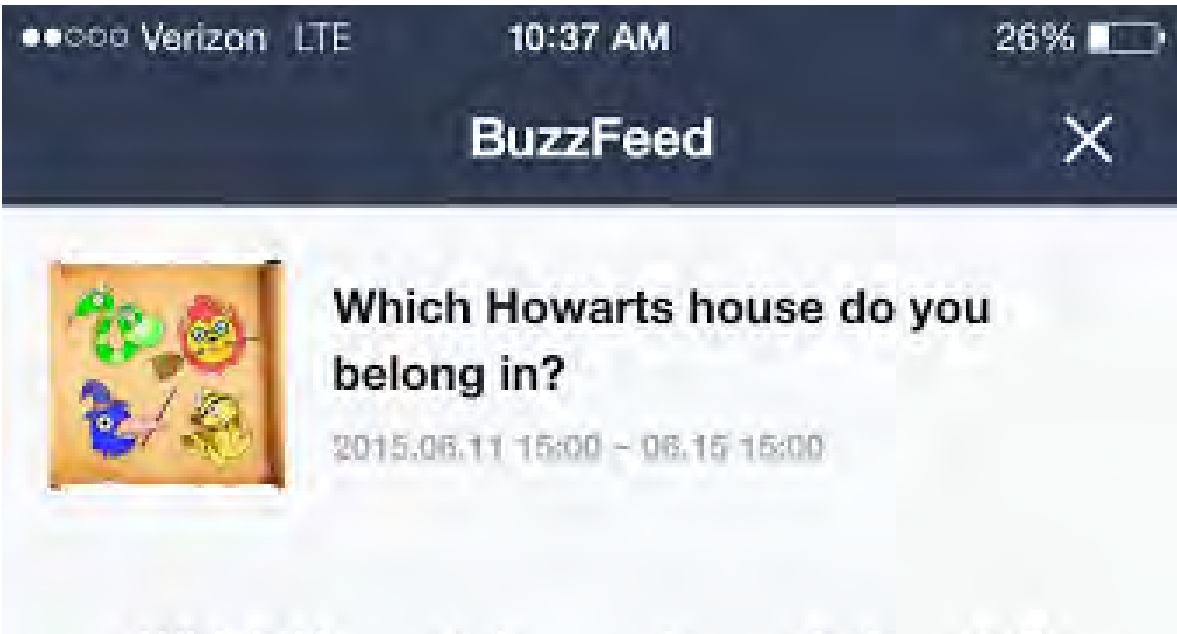 Verizon LTE 10:37 AM 26%
BuzzFeed
Which Howarts house do you
belong in?
2015.06.11 15:00 ~ 06.15 15:00